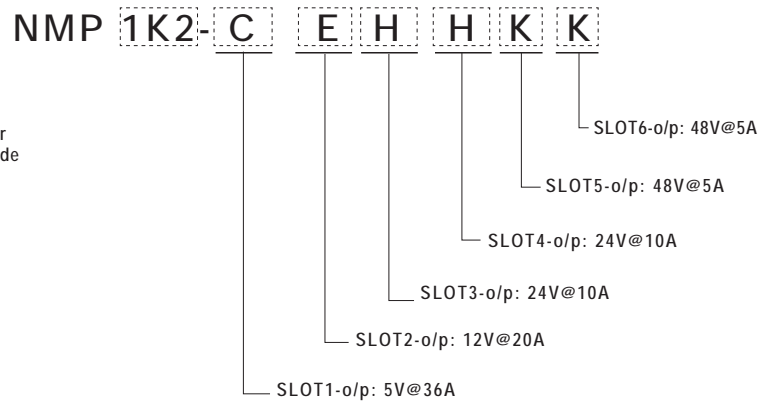 NMP 1K2-C E H H K K
r
de
SLOT6-o/p: 48V@5A
SLOT5-o/p: 48V@5A
SLOT4-o/p: 24V@10A
SLOT3-o/p: 24V@10A
SLOT2-o/p: 12V@20A
SLOT1-o/p: 5V@36A